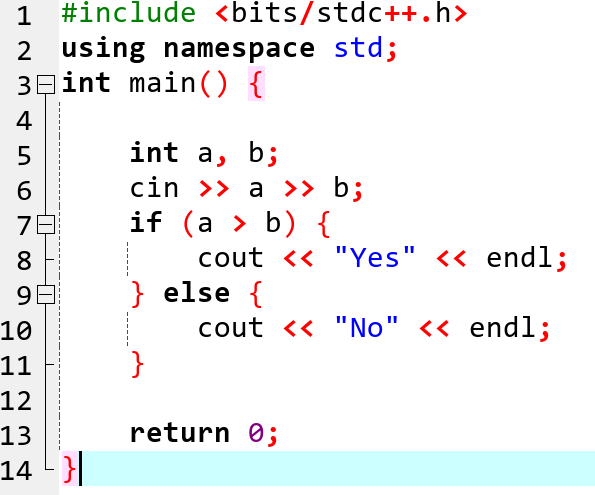 1 #include <bits/stdc++.h>
2 using namespace std;
3 int main() {
4
5     int a, b;
6     cin >> a >> b;
7     if (a > b) {
8         cout << "Yes" << endl;
9     } else {
10         cout << "No" << endl;
11     }
12
13     return 0;
14 }